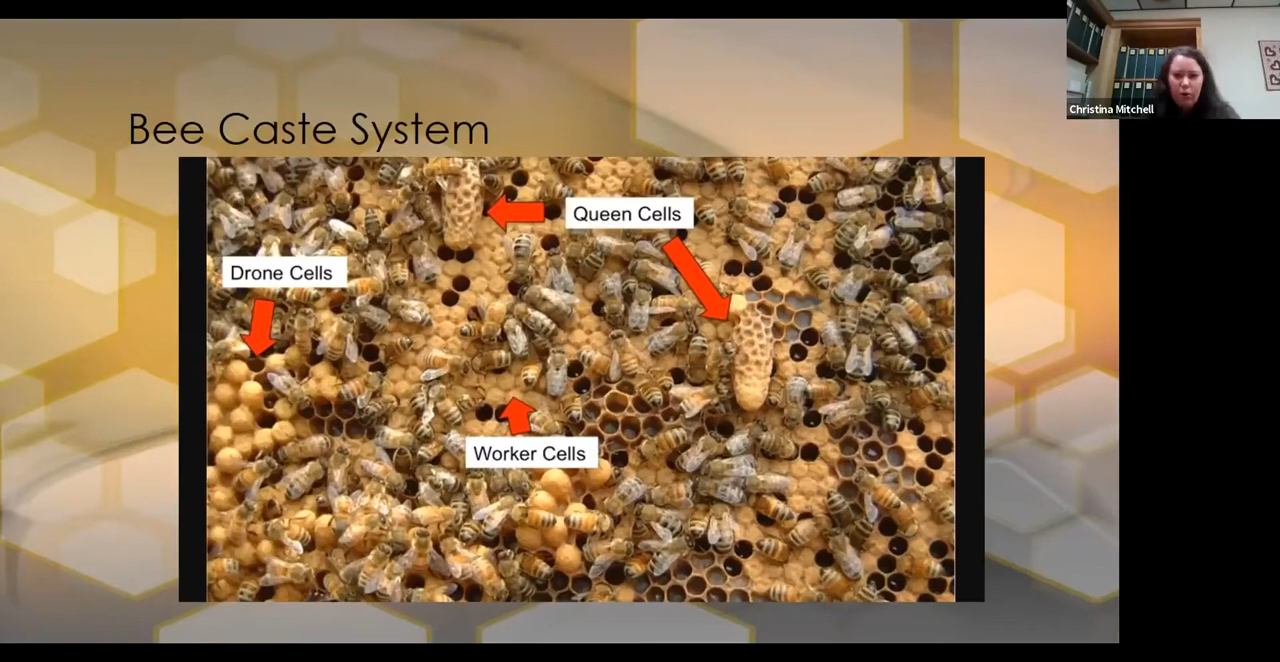 Christina Mitchell
Bee Caste System
Queen Cells
Drone Cells
Worker Cells